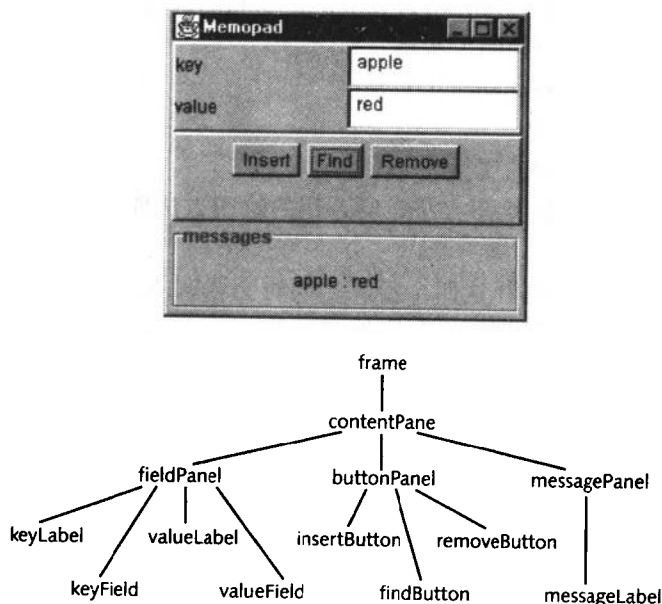 Memopad
key apple
value red
Insert Find Remove
messages
apple : red
frame
contentPane
fieldPanel buttonPanel messagePanel
keyLabel valueLabel insertButton removeButton
keyField valueField findButton messageLabel